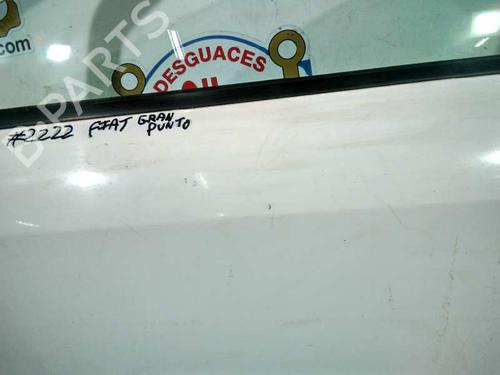 .com
DESGUACES
B-PARTS
#2222 FIAT GRAN
PUNTO